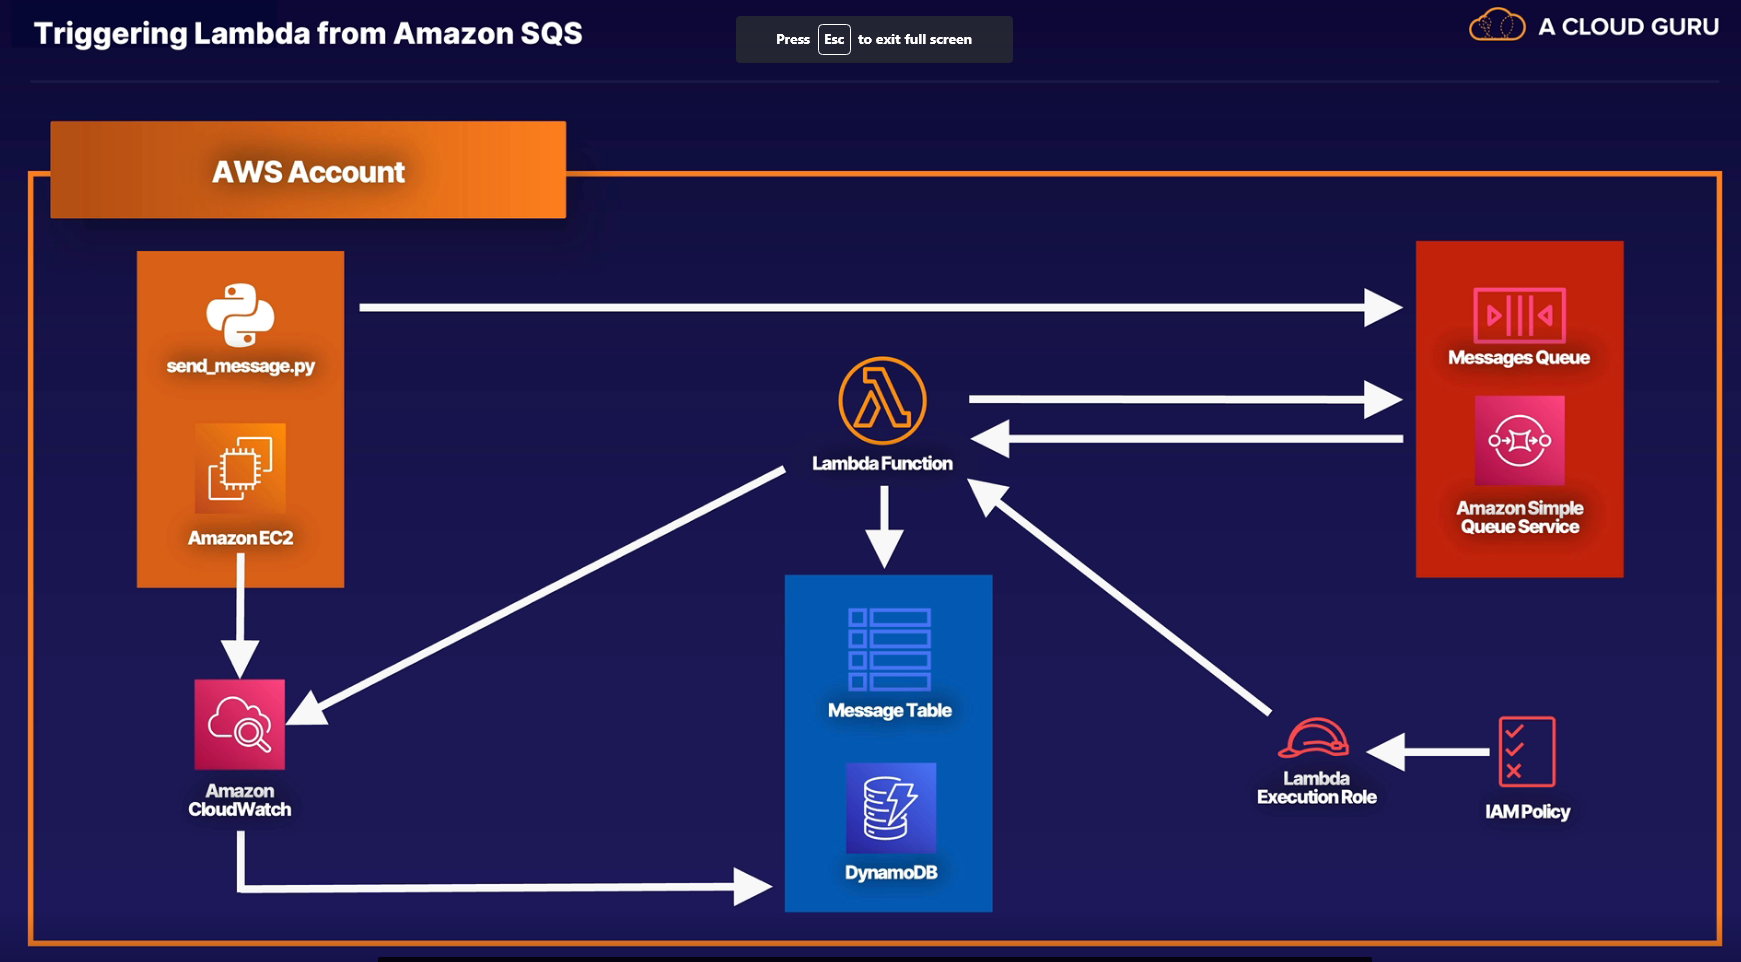 Triggering Lambda from Amazon SQS
Press Esc to exit full screen
A CLOUD GURU
AWS Account
send_message.py
Amazon EC2
Messages Queue
Amazon Simple
Queue Service
Lambda Function
Message Table
DynamoDB
Amazon
CloudWatch
Lambda
Execution Role
IAM Policy